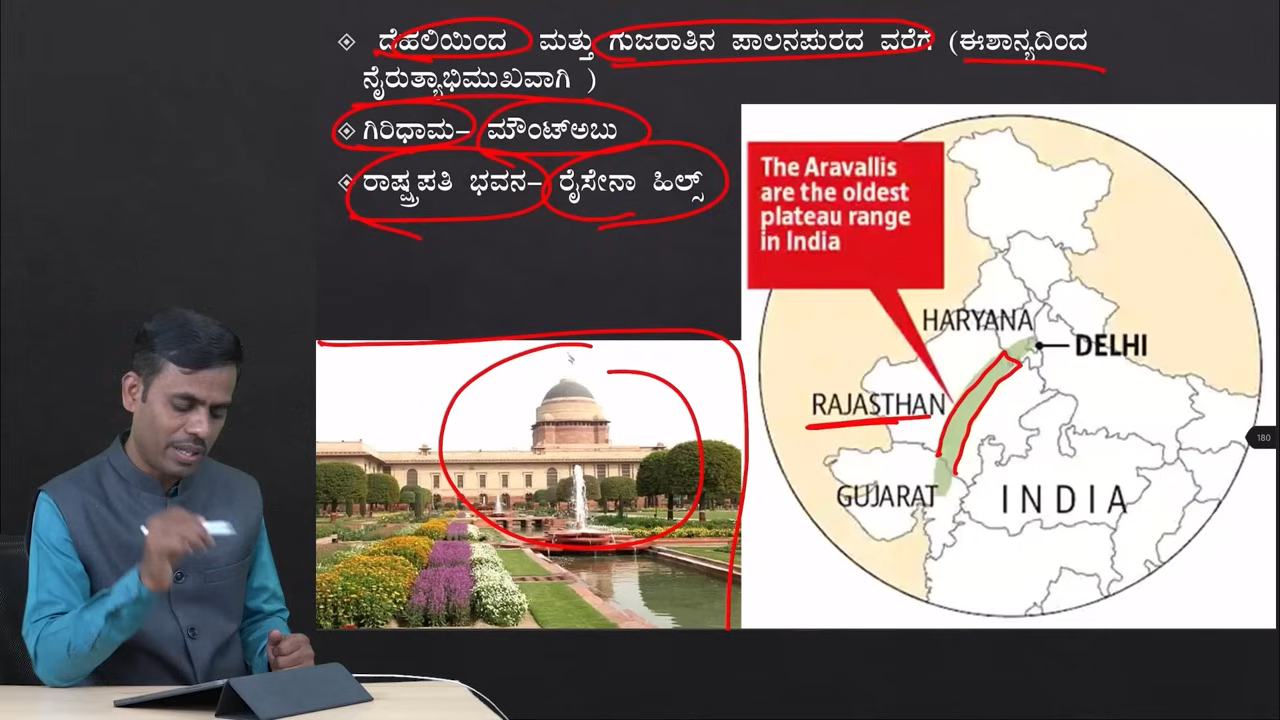 ❖ ದೆಹಲಿಯಿಂದ ಮತ್ತು ಗುಜರಾತಿನ ಪಾಲನಪುರದ ವರೆಗೆ (ಈಶಾನ್ಯದಿಂದ
ನೈರುತ್ಯಾಭಿಮುಖವಾಗಿ )
❖ ಗಿರಿಧಾಮ– ಮೌಂಟ್ಅಬು
❖ ರಾಷ್ಟ್ರಪತಿ ಭವನ– ರೈಸೇನಾ ಹಿಲ್ಸ್
The Aravallis
are the oldest
plateau range
in India
HARYANA
DELHI
RAJASTHAN
GUJARAT
INDIA
180